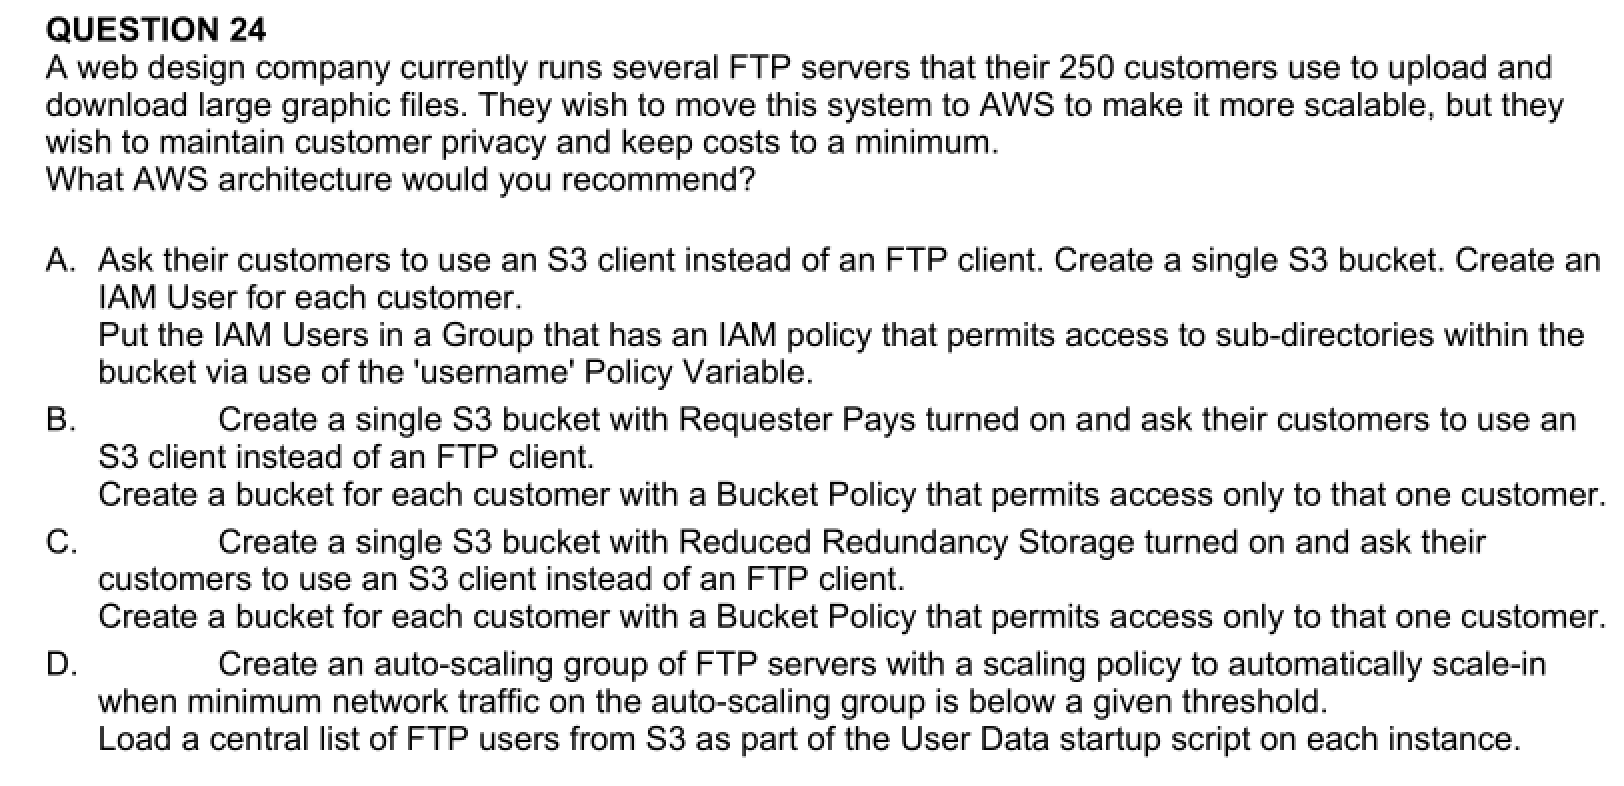 QUESTION 24
A web design company currently runs several FTP servers that their 250 customers use to upload and
download large graphic files. They wish to move this system to AWS to make it more scalable, but they
wish to maintain customer privacy and keep costs to a minimum.
What AWS architecture would you recommend?
A. Ask their customers to use an S3 client instead of an FTP client. Create a single S3 bucket. Create an
IAM User for each customer.
Put the IAM Users in a Group that has an IAM policy that permits access to sub-directories within the
bucket via use of the 'username' Policy Variable.
B. Create a single S3 bucket with Requester Pays turned on and ask their customers to use an
S3 client instead of an FTP client.
Create a bucket for each customer with a Bucket Policy that permits access only to that one customer.
C. Create a single S3 bucket with Reduced Redundancy Storage turned on and ask their
customers to use an S3 client instead of an FTP client.
Create a bucket for each customer with a Bucket Policy that permits access only to that one customer.
D. Create an auto-scaling group of FTP servers with a scaling policy to automatically scale-in
when minimum network traffic on the auto-scaling group is below a given threshold.
Load a central list of FTP users from S3 as part of the User Data startup script on each instance.